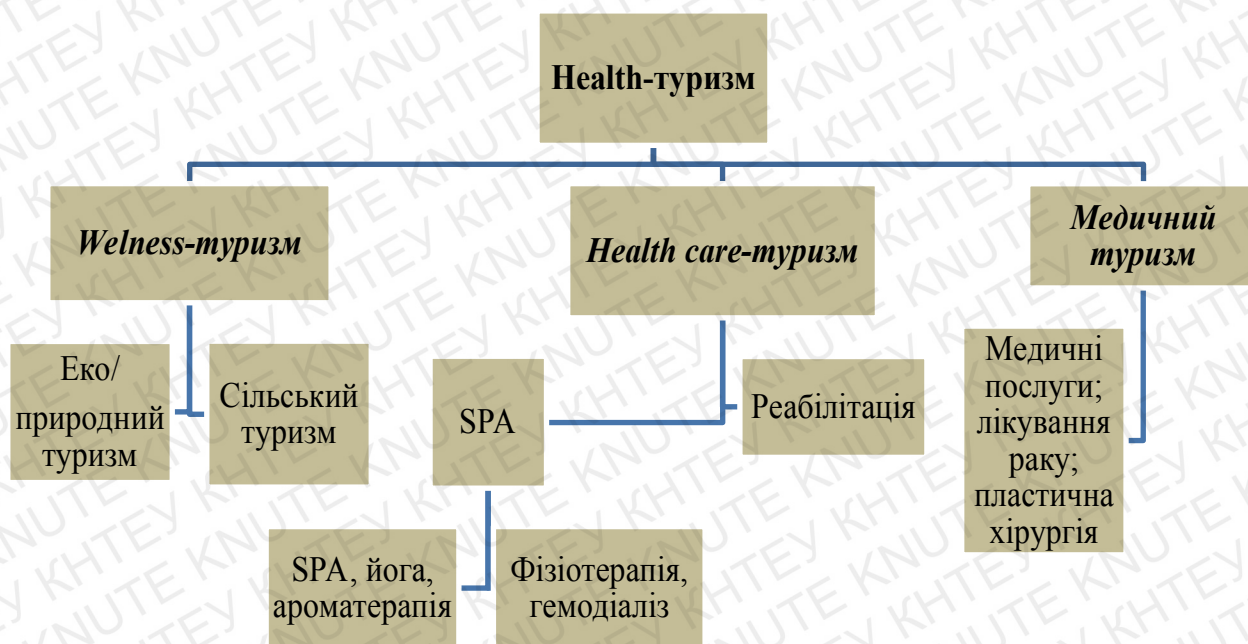 Health-туризм
Welness-туризм
Health care-туризм
Медичний
туризм
Еко/
природний
туризм
Сільський
туризм
SPA
Реабілітація
Медичні
послуги;
лікування
раку;
пластична
хірургія
SPA, йога,
ароматерапія
Фізіотерапія,
гемодіаліз